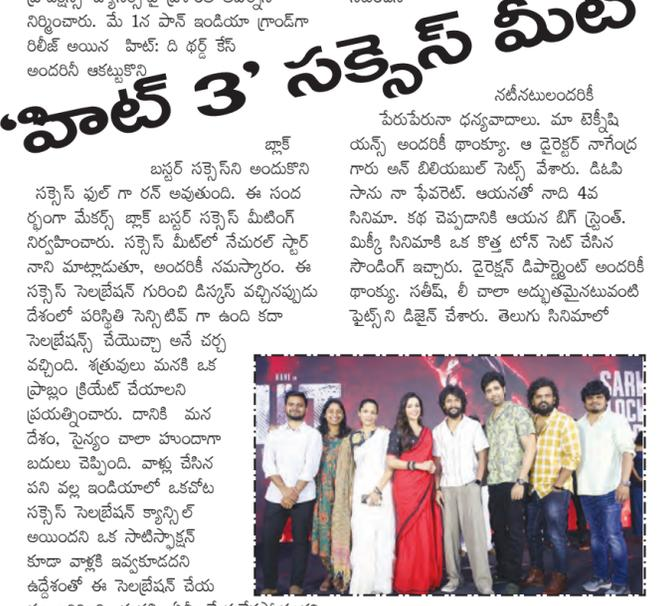 నిర్మించారు. మే 1న పాన్ ఇండియా గ్రాండ్‌గా
రిలీజ్ అయిన హిట్: ది థర్డ్ కేస్
అందరినీ ఆకట్టుకొని
‘హిట్ 3’ సక్సెస్ మీట్
బ్లాక్
బస్టర్ సక్సెస్‌ని అందుకొని
సక్సెస్ ఫుల్ గా రన్ అవుతుంది. ఈ సంద
ర్భంగా మేకర్స్ బ్లాక్ బస్టర్ సక్సెస్ మీటింగ్
నిర్వహించారు. సక్సెస్ మీట్‌లో నేచురల్ స్టార్
నాని మాట్లాడుతూ, అందరికీ నమస్కారం. ఈ
సక్సెస్ సెలబ్రేషన్ గురించి డిస్కస్ వచ్చినప్పుడు
దేశంలో పరిస్థితి సెన్సిటివ్ గా ఉంది కదా
సెలబ్రేషన్స్ చేయొచ్చా అనే చర్చ
వచ్చింది. శత్రువులు మనకి ఒక
ప్రాబ్లం క్రియేట్ చేయాలని
ప్రయత్నించారు. దానికి మన
దేశం, సైన్యం చాలా హుందాగా
బదులు చెప్పింది. వాళ్లు చేసిన
పని వల్ల ఇండియాలో ఒకచోట
సక్సెస్ సెలబ్రేషన్ క్యాన్సిల్
అయిందని ఒక సాటిస్ఫాక్షన్
కూడా వాళ్లకి ఇవ్వకూడదని
ఉద్దేశంతో ఈ సెలబ్రేషన్ చేయ
నటీనటులందరికీ
పేరుపేరునా ధన్యవాదాలు. మా టెక్నీషి
యన్స్ అందరికీ థాంక్యూ. ఆ డైరెక్టర్ నాగేంద్ర
గారు అన్ బిలియబుల్ సెట్స్ వేశారు. డిఓపి
సాను నా ఫేవరెట్. ఆయనతో నాది 4వ
సినిమా. కథ చెప్పడానికి ఆయన బిగ్ స్ట్రెంత్.
మిక్కీ సినిమాకి ఒక కొత్త టోన్ సెట్ చేసిన
సౌండింగ్ ఇచ్చారు. డైరెక్షన్ డిపార్ట్మెంట్ అందరికీ
థాంక్యు. సతీష్, లీ చాలా అద్భుతమైనటువంటి
ఫైట్స్‌ని డిజైన్ చేశారు. తెలుగు సినిమాలో